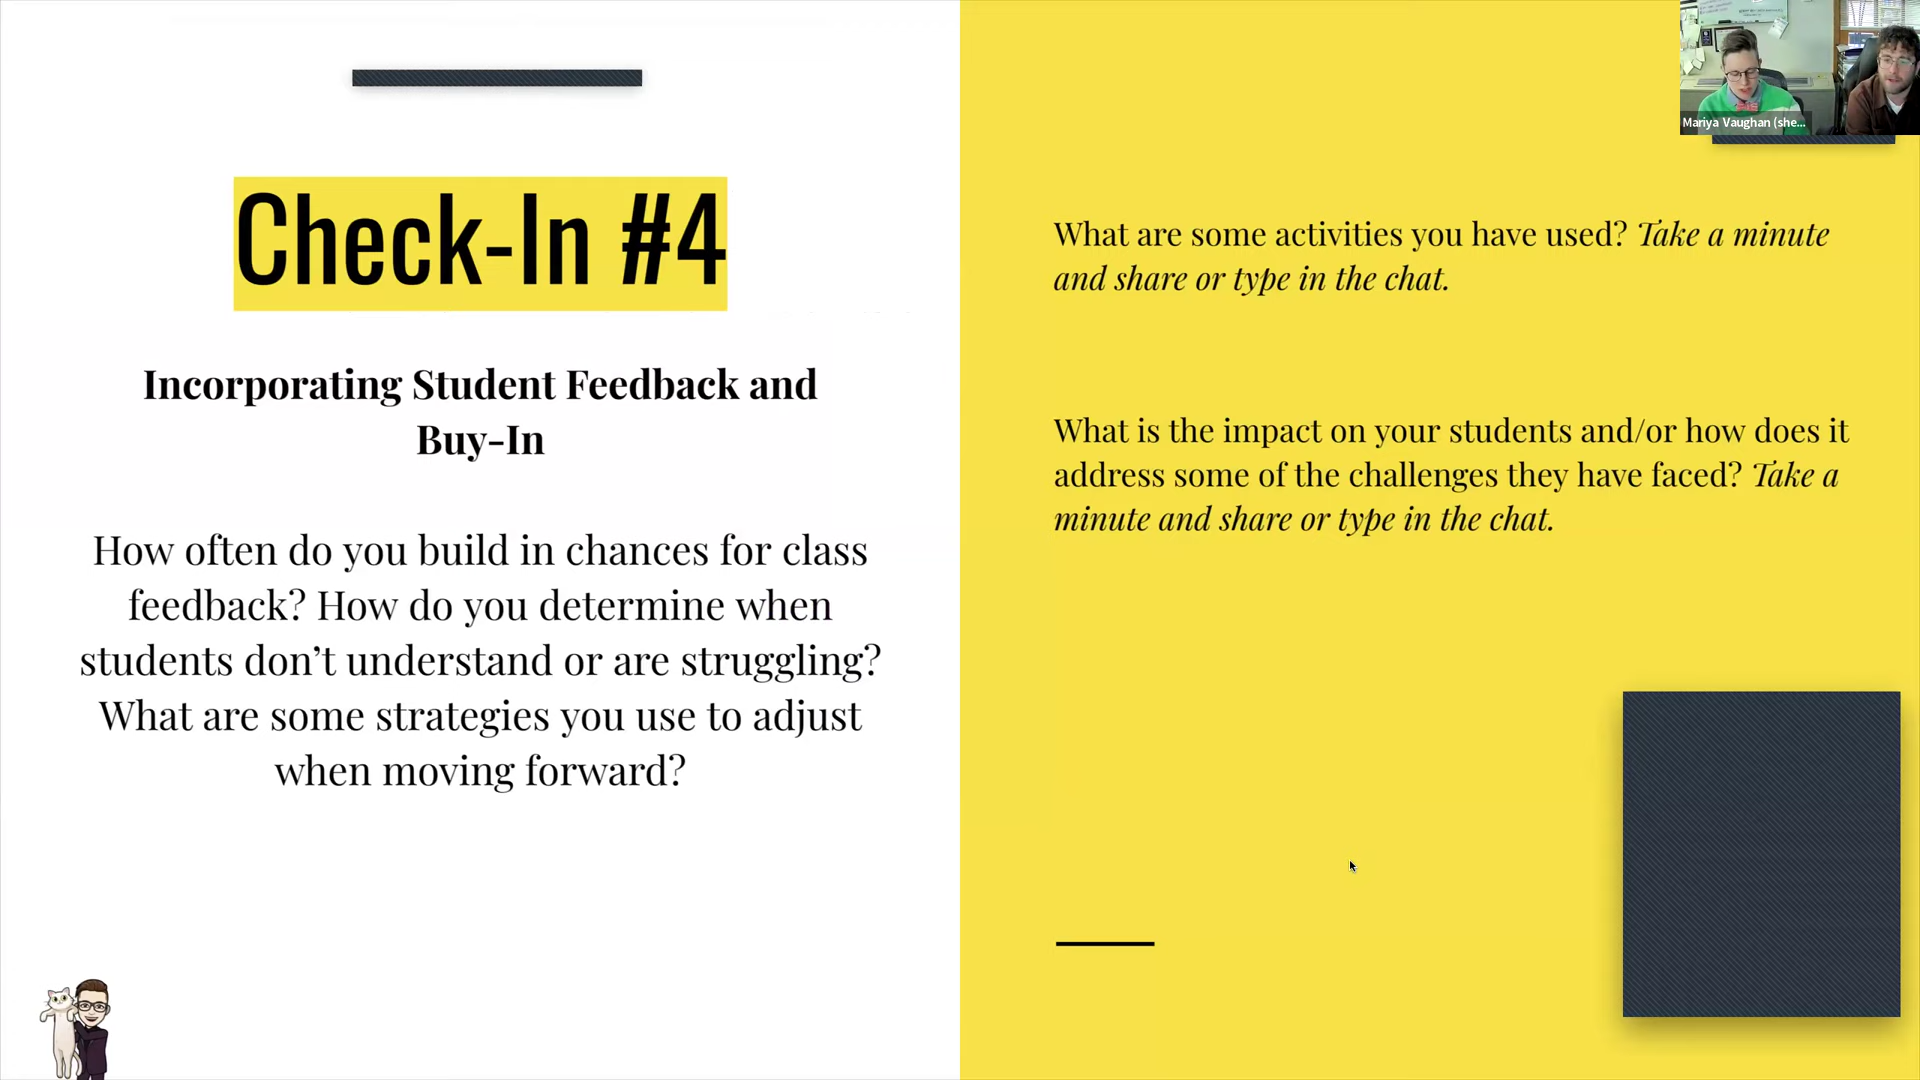 Check-In #4
Incorporating Student Feedback and
Buy-In
How often do you build in chances for class
feedback? How do you determine when
students don’t understand or are struggling?
What are some strategies you use to adjust
when moving forward?
What are some activities you have used? Take a minute
and share or type in the chat.
What is the impact on your students and/or how does it
address some of the challenges they have faced? Take a
minute and share or type in the chat.
Mariya Vaughan (she...